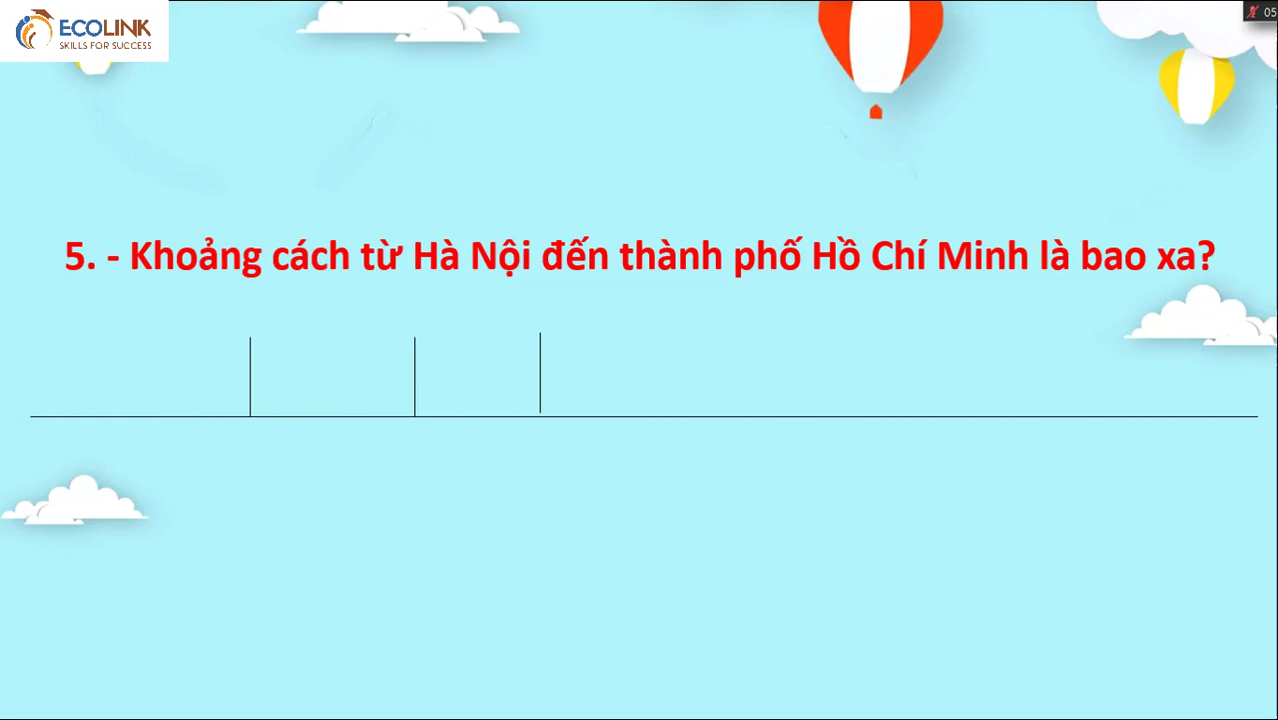 ECOLINK
SKILLS FOR SUCCESS
05
5. - Khoảng cách từ Hà Nội đến thành phố Hồ Chí Minh là bao xa?